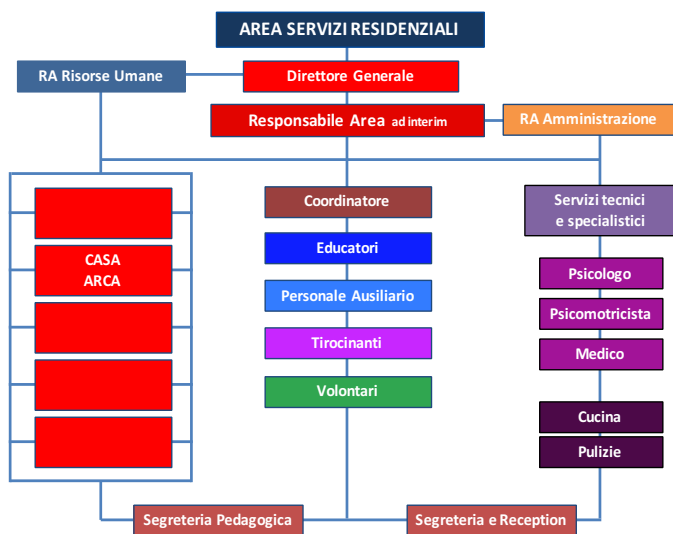 AREA SERVIZI RESIDENZIALI
RA Risorse Umane
Direttore Generale
Responsabile Area ad interim
RA Amministrazione
CASA
ARCA
Coordinatore
Educatori
Personale Ausiliario
Tirocinanti
Volontari
Servizi tecnici
e specialistici
Psicologo
Psicomotricista
Medico
Cucina
Pulizie
Segreteria Pedagogica
Segreteria e Reception